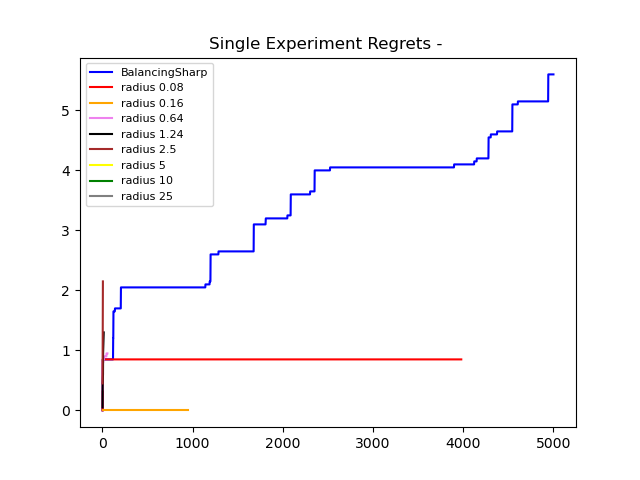 Single Experiment Regrets -
BalancingSharp
radius 0.08
radius 0.16
radius 0.64
radius 1.24
radius 2.5
radius 5
radius 10
radius 25
5
4
3
2
1
0
0 1000 2000 3000 4000 5000